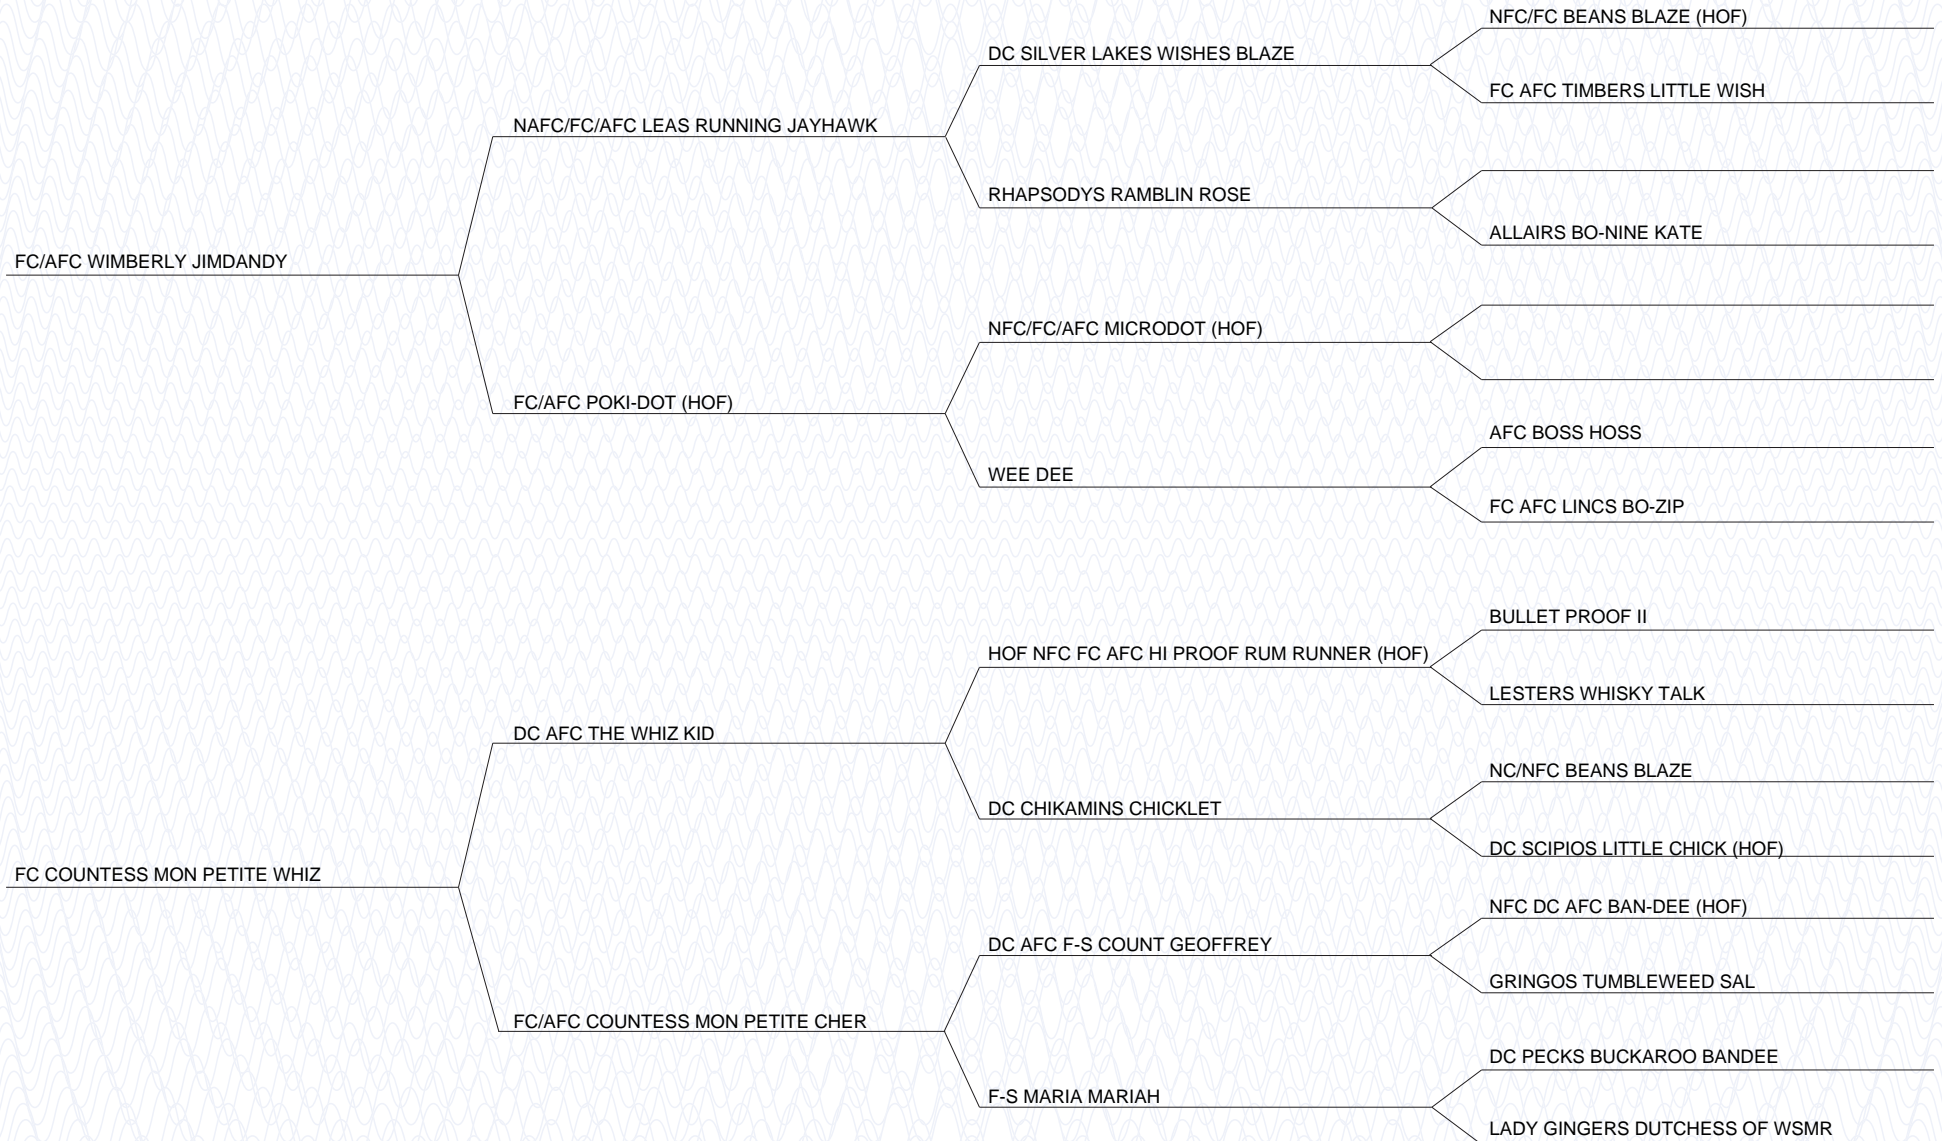 NFC/FC BEANS BLAZE (HOF)
DC SILVER LAKES WISHES BLAZE
FC AFC TIMBERS LITTLE WISH
NAFC/FC/AFC LEAS RUNNING JAYHAWK
RHAPSODYS RAMBLIN ROSE
ALLAIRS BO-NINE KATE
FC/AFC WIMBERLY JIMDANDY
NFC/FC/AFC MICRODOT (HOF)
FC/AFC POKI-DOT (HOF)
AFC BOSS HOSS
WEE DEE
FC AFC LINCS BO-ZIP
BULLET PROOF II
HOF NFC FC AFC HI PROOF RUM RUNNER (HOF)
LESTERS WHISKY TALK
DC AFC THE WHIZ KID
NC/NFC BEANS BLAZE
DC CHIKAMINS CHICKLET
DC SCIPIOS LITTLE CHICK (HOF)
FC COUNTESS MON PETITE WHIZ
NFC DC AFC BAN-DEE (HOF)
DC AFC F-S COUNT GEOFFREY
GRINGOS TUMBLEWEED SAL
FC/AFC COUNTESS MON PETITE CHER
DC PECKS BUCKAROO BANDEE
F-S MARIA MARIAH
LADY GINGERS DUTCHESS OF WSMR